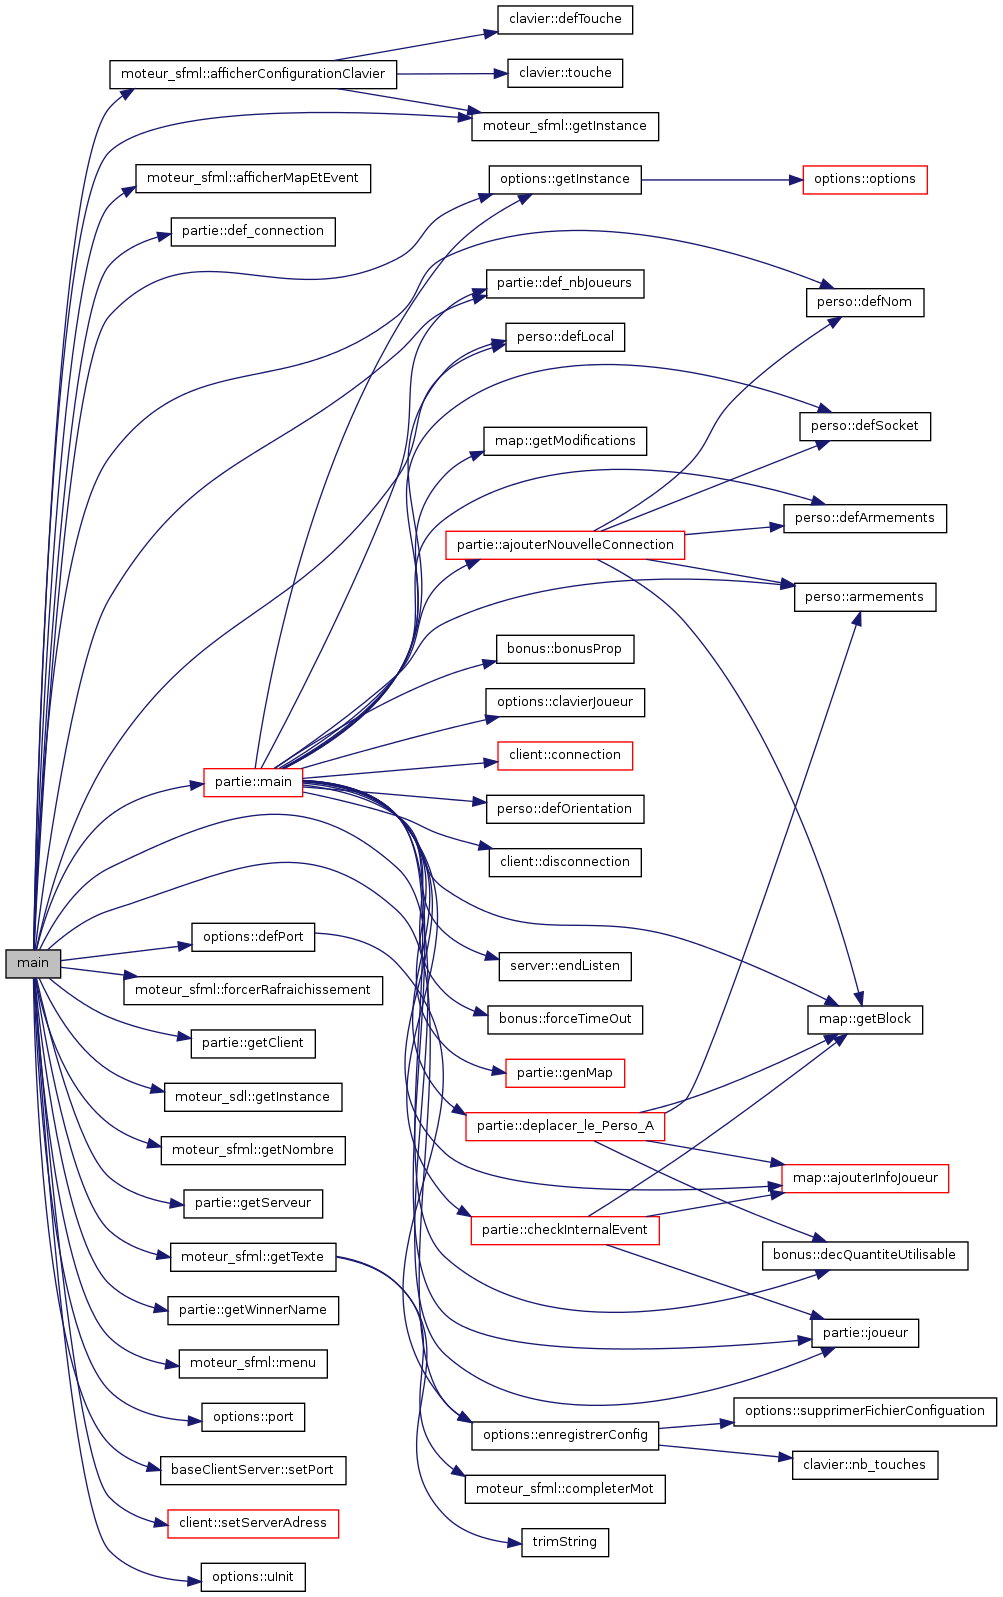 clavier::defTouche
moteur_sfml::afficherConfigurationClavier
clavier::touche
moteur_sfml::getInstance
moteur_sfml::afficherMapEtEvent
options::getInstance
options::options
partie::def_connection
partie::def_nbJoueurs
perso::defNom
perso::defLocal
perso::defSocket
map::getModifications
perso::defArmements
partie::ajouterNouvelleConnection
perso::armements
bonus::bonusProp
options::clavierJoueur
client::connection
partie::main
perso::defOrientation
client::disconnection
options::defPort
main
server::endListen
moteur_sfml::forcerRafraichissement
bonus::forceTimeOut
map::getBlock
partie::getClient
partie::genMap
moteur_sdl::getInstance
partie::deplacer_le_Perso_A
moteur_sfml::getNombre
map::ajouterInfoJoueur
partie::getServeur
partie::checkInternalEvent
moteur_sfml::getTexte
bonus::decQuantiteUtilisable
partie::getWinnerName
partie::joueur
moteur_sfml::menu
options::port
options::supprimerFichierConfiguation
options::enregistrerConfig
baseClientServer::setPort
clavier::nb_touches
moteur_sfml::completerMot
client::setServerAdress
trimString
options::uInit